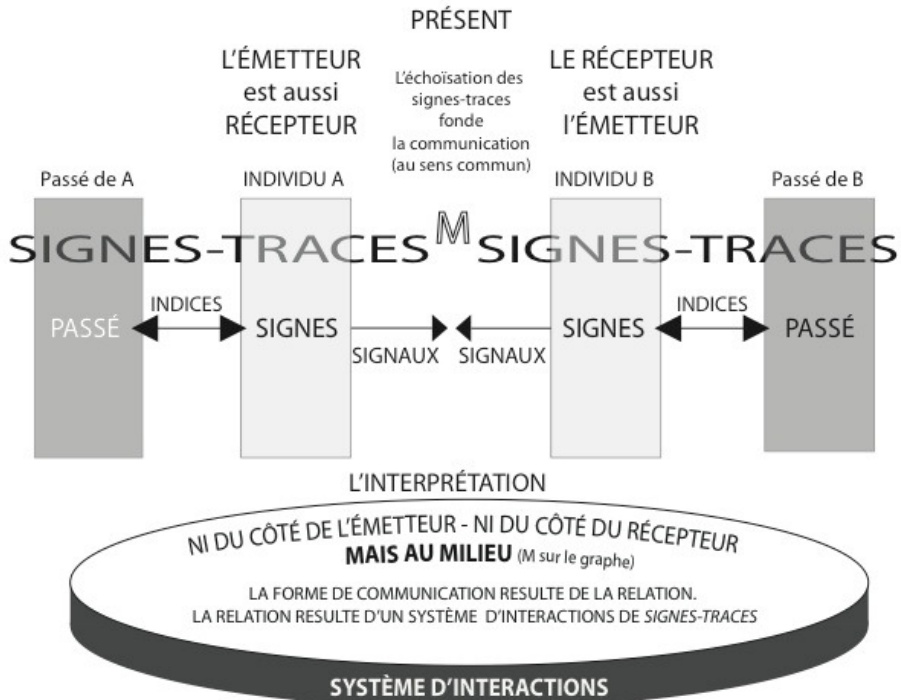 PRÉSENT
L'ÉMETTEUR
est aussi
RÉCEPTEUR
L'échoïsation des
signes-traces
fonde
la communication
(au sens commun)
LE RÉCEPTEUR
est aussi
l'ÉMETTEUR
Passé de A
INDIVIDU A
INDIVIDU B
Passé de B
SIGNES-TRACES M SIGNES-TRACES
PASSÉ
INDICES
SIGNES
SIGNAUX
SIGNAUX
SIGNES
INDICES
PASSÉ
L'INTERPRÉTATION
NI DU CÔTÉ DE L'ÉMETTEUR - NI DU CÔTÉ DU RÉCEPTEUR
MAIS AU MILIEU (M sur le graphe)
LA FORME DE COMMUNICATION RESULTE DE LA RELATION.
LA RELATION RESULTE D'UN SYSTÈME D'INTERACTIONS DE SIGNES-TRACES
SYSTÈME D'INTERACTIONS